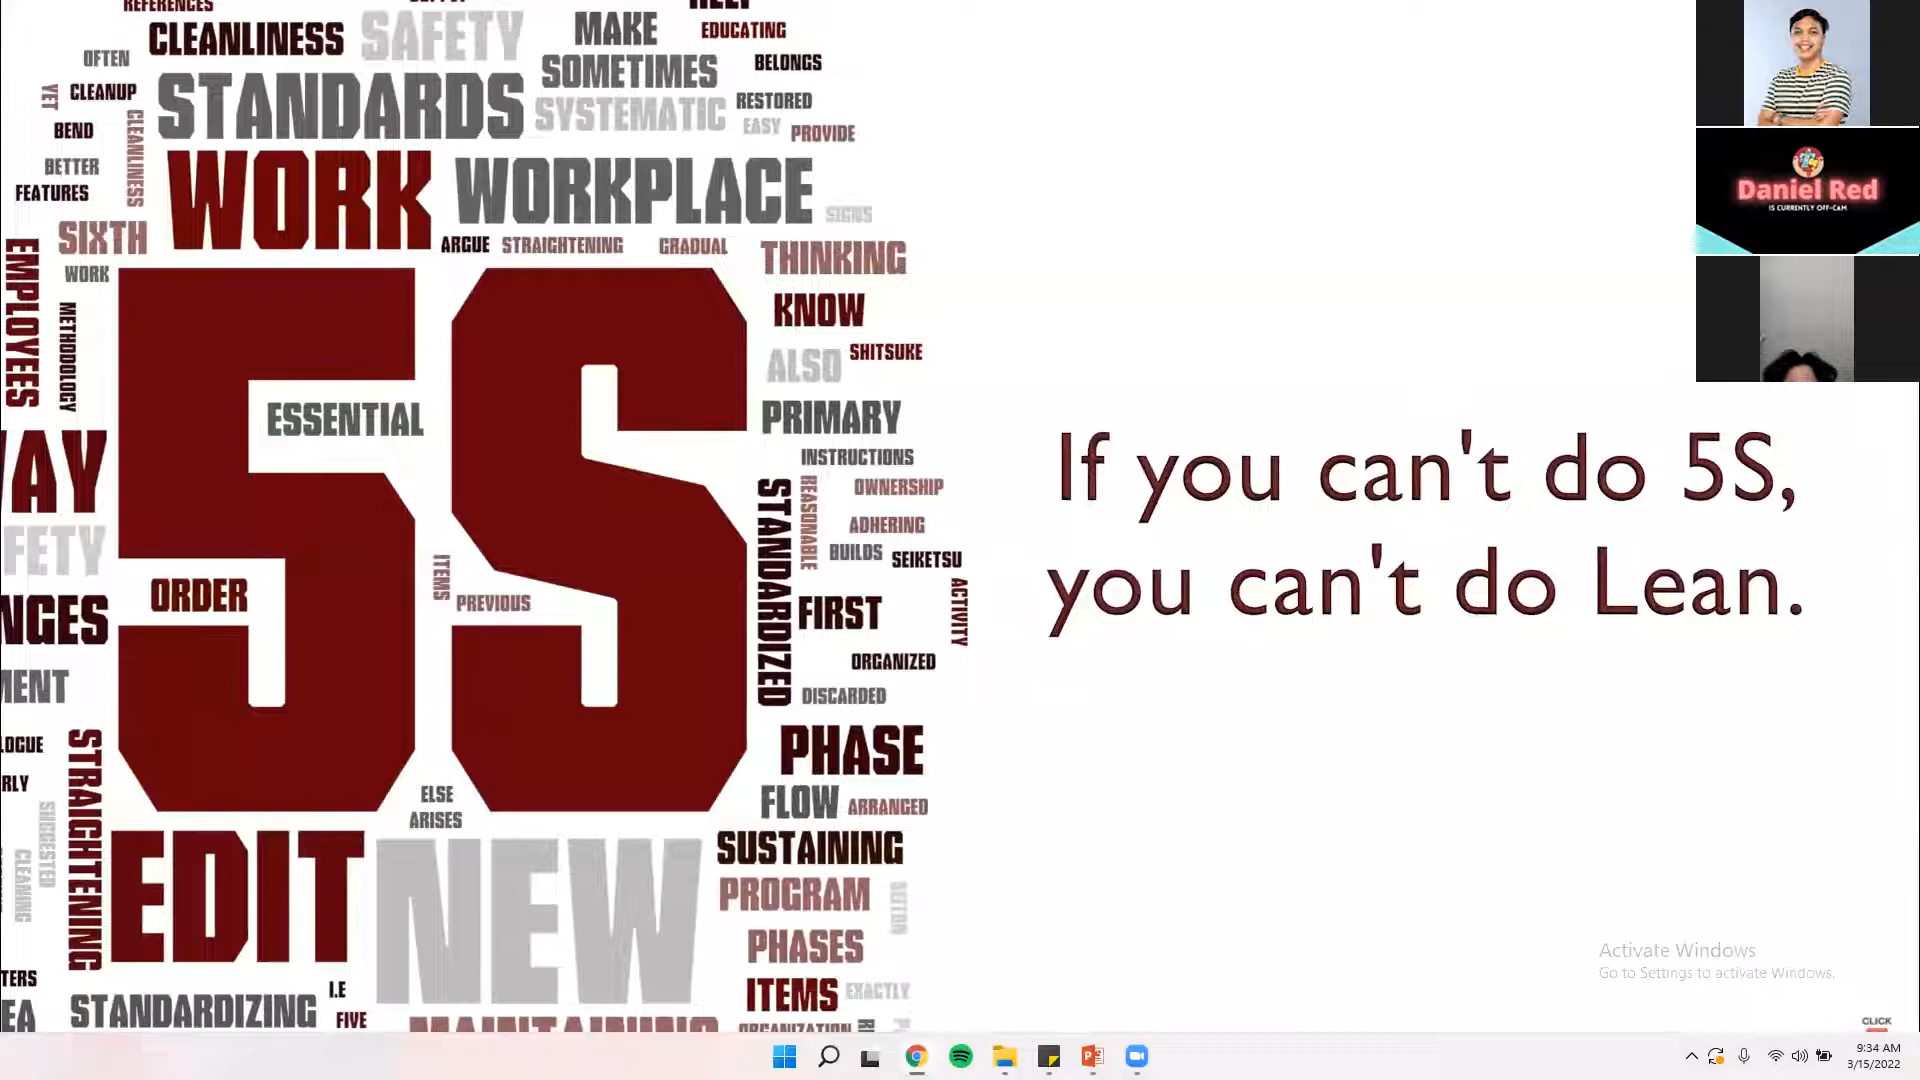 REFERENCES
CLEANLINESS
SAFETY
MAKE
EDUCATING
OFTEN
SOMETIMES
BELONGS
YET
CLEANUP
STANDARDS
SYSTEMATIC
RESTORED
EASY
PROVIDE
BEND
CLEANLINESS
BETTER
WORK
WORKPLACE
FEATURES
SIGNS
SIXTH
ARGUE
STRAIGHTENING
GRADUAL
THINKING
EMPLOYEES
WORK
METHODOLOGY
KNOW
ALSO
SHITSUKE
5S
ESSENTIAL
PRIMARY
INSTRUCTIONS
AY
STANDARDIZED
REASONABLE
OWNERSHIP
ADHERING
FETY
BUILDS
SEIKETSU
ORDER
ITEMS
PREVIOUS
ACTIVITY
NGES
FIRST
ORGANIZED
MENT
DISCARDED
LOGUE
STRAIGHTENING
PHASE
RLY
ELSE
FLOW
ARRANGED
SUGGESTED
ARISES
CLEANING
EDIT
NEW
SUSTAINING
PROGRAM
SEITON
PHASES
TERS
I.E
ITEMS
EXACTLY
EA
STANDARDIZING
FIVE
MAINTAINING
ORGANIZATION
If you can't do 5S,
you can't do Lean.
Daniel Red
IS CURRENTLY OFF-CAM
Activate Windows
Go to Settings to activate Windows.
CLICK
9:34 AM
3/15/2022